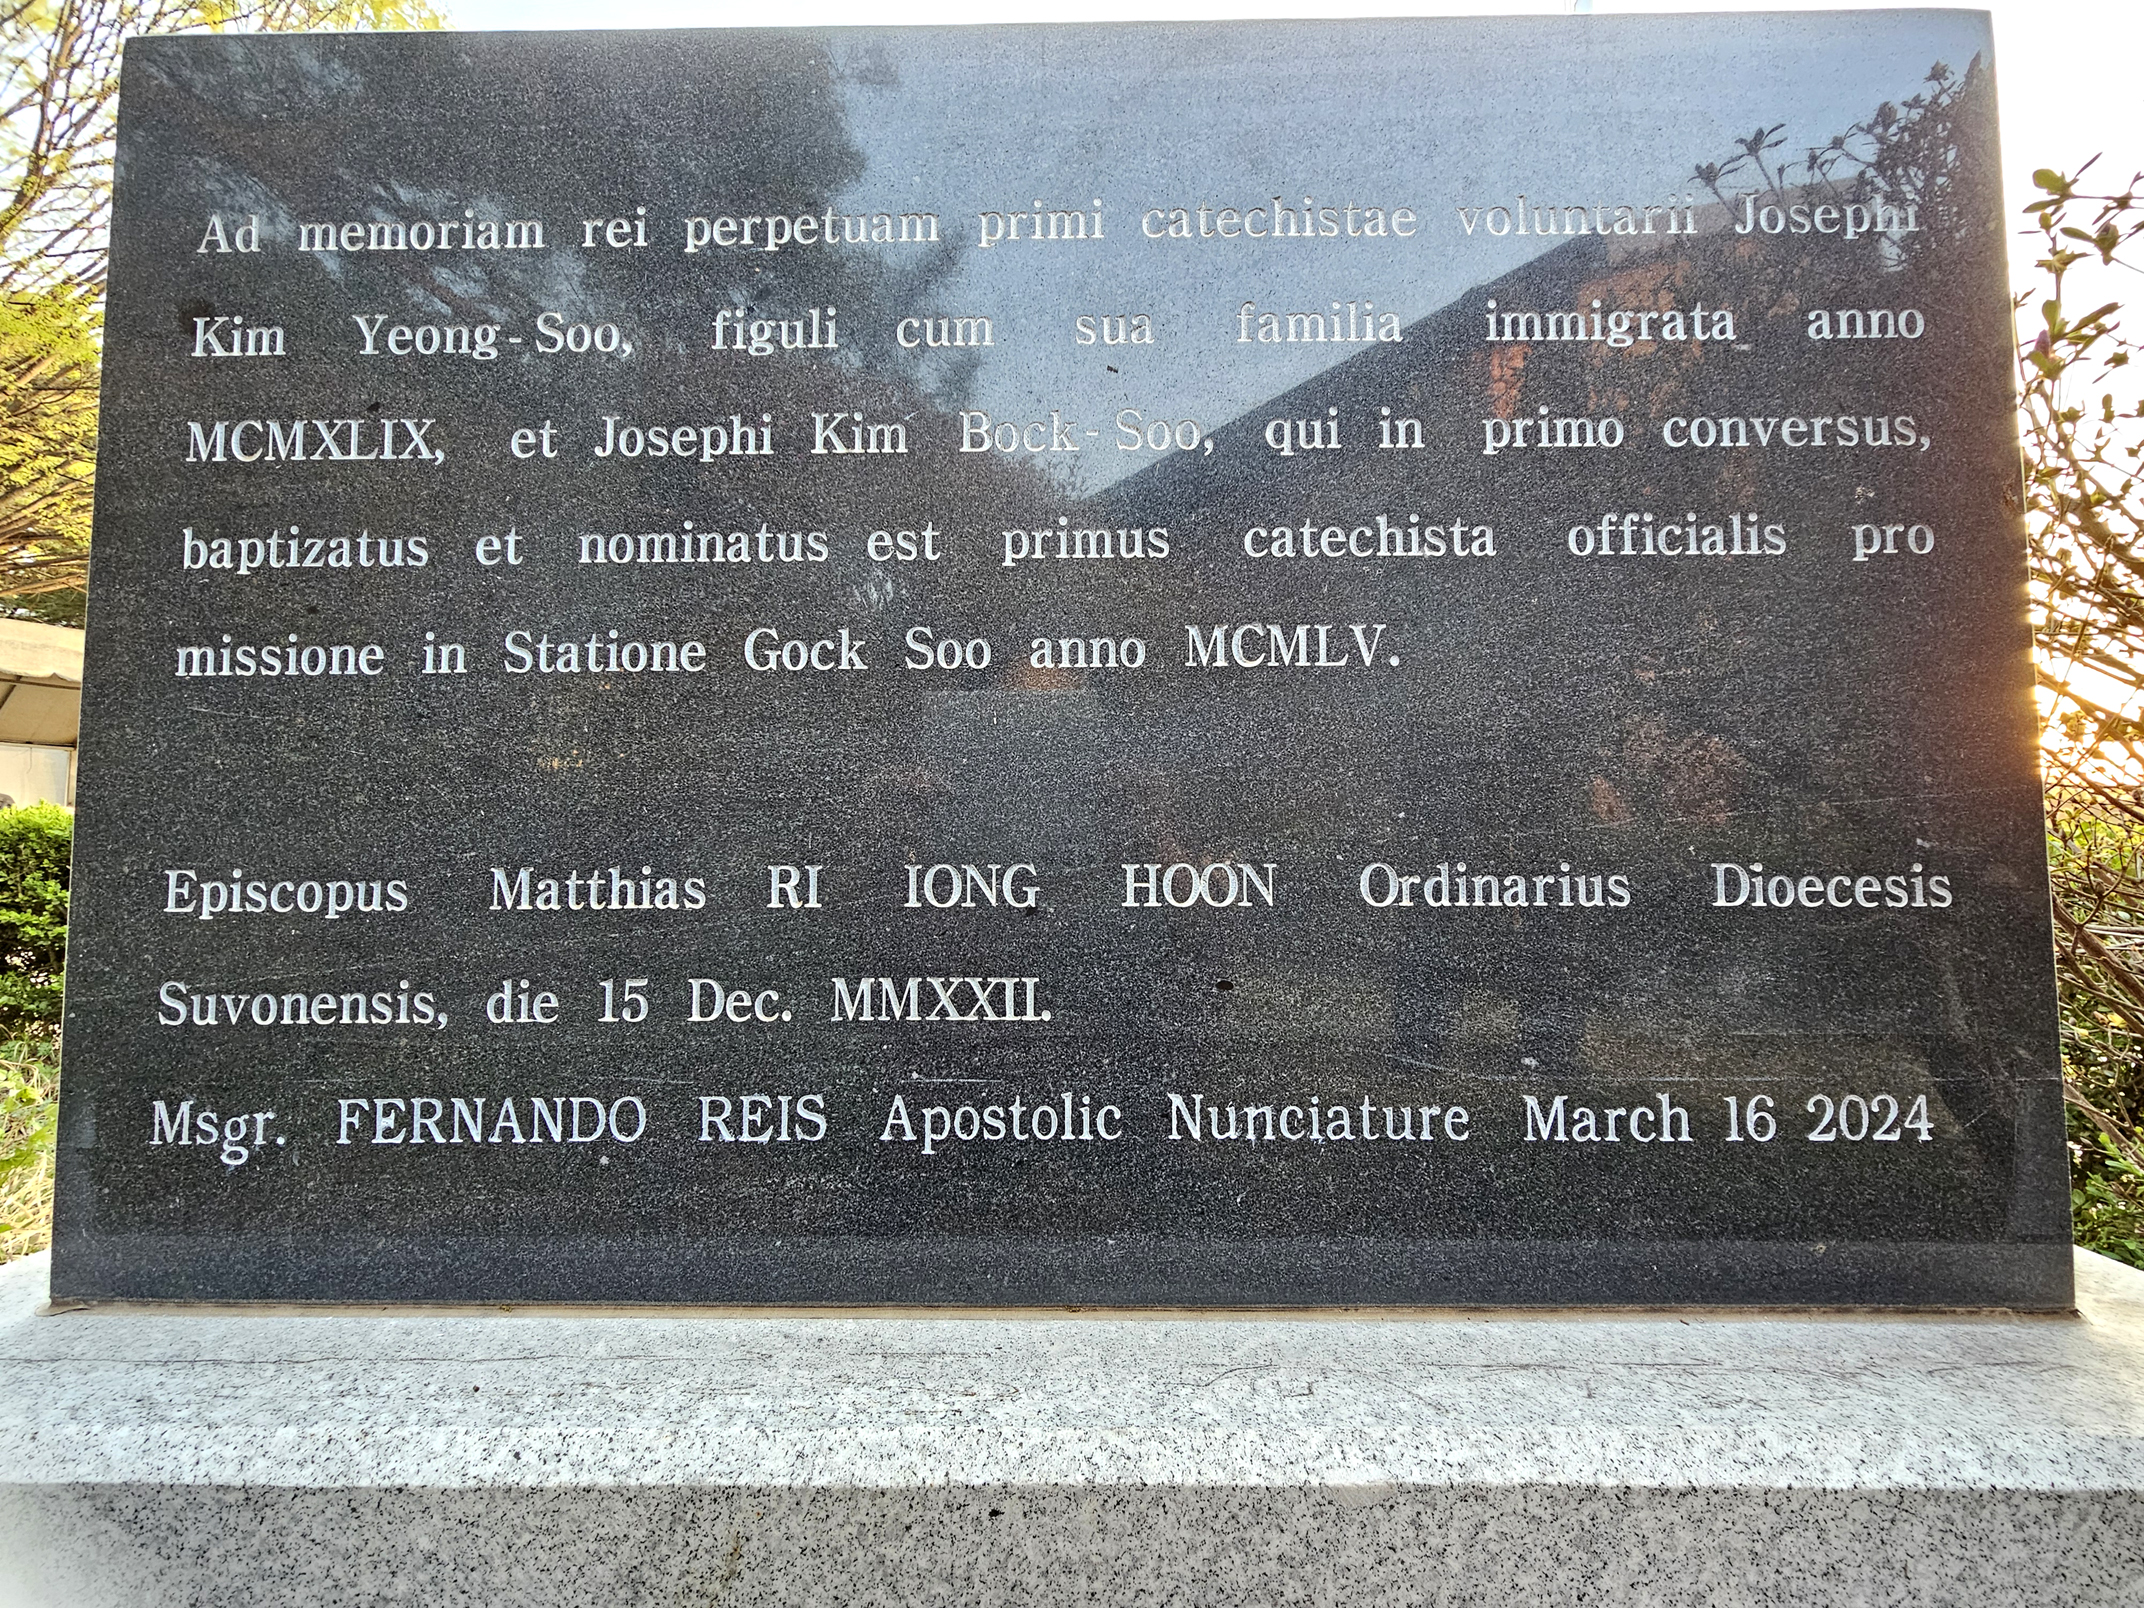 Ad memoriam rei perpetuam primi catechistae voluntarii Josephi
Kim Yeong-Soo, figuli cum sua familia immigrata anno
MCMXLIX, et Josephi Kim Bock-Soo, qui in primo conversus,
baptizatus et nominatus est primus catechista officialis pro
missione in Statione Gock Soo anno MCMLV.
Episcopus Matthias RI IONG HOON Ordinarius Dioecesis
Suvonensis, die 15 Dec. MMXXII.
Msgr. FERNANDO REIS Apostolic Nunciature March 16 2024